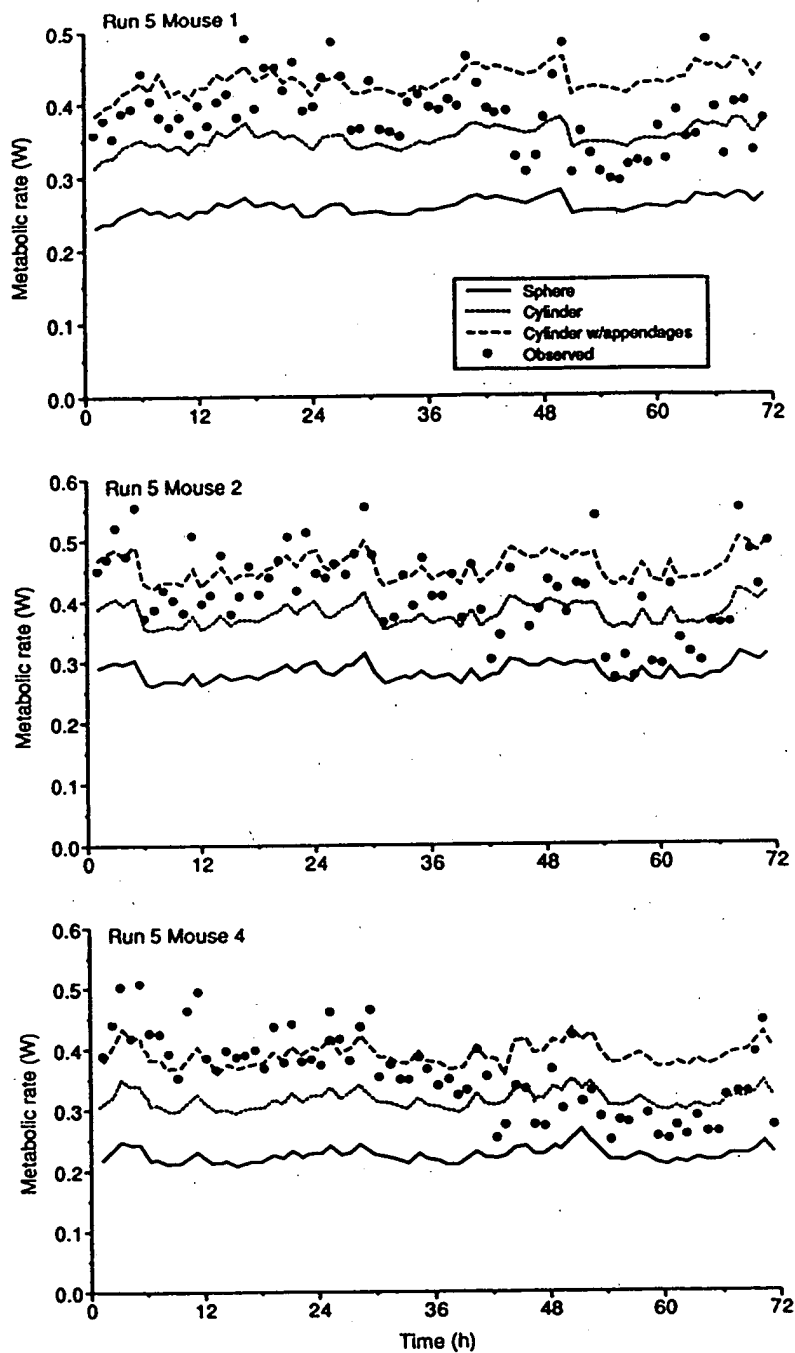 Run 5 Mouse 1
0.5
0.4
0.3
0.2
0.1
0.0
Metabolic rate (W)
Sphere
Cylinder
Cylinder w/appendages
Observed
0 12 24 36 48 60 72
Run 5 Mouse 2
0.6
0.5
0.4
0.3
0.2
0.1
0.0
Metabolic rate (W)
0 12 24 36 48 60 72
Run 5 Mouse 4
0.6
0.5
0.4
0.3
0.2
0.1
0.0
Metabolic rate (W)
0 12 24 36 48 60 72
Time (h)